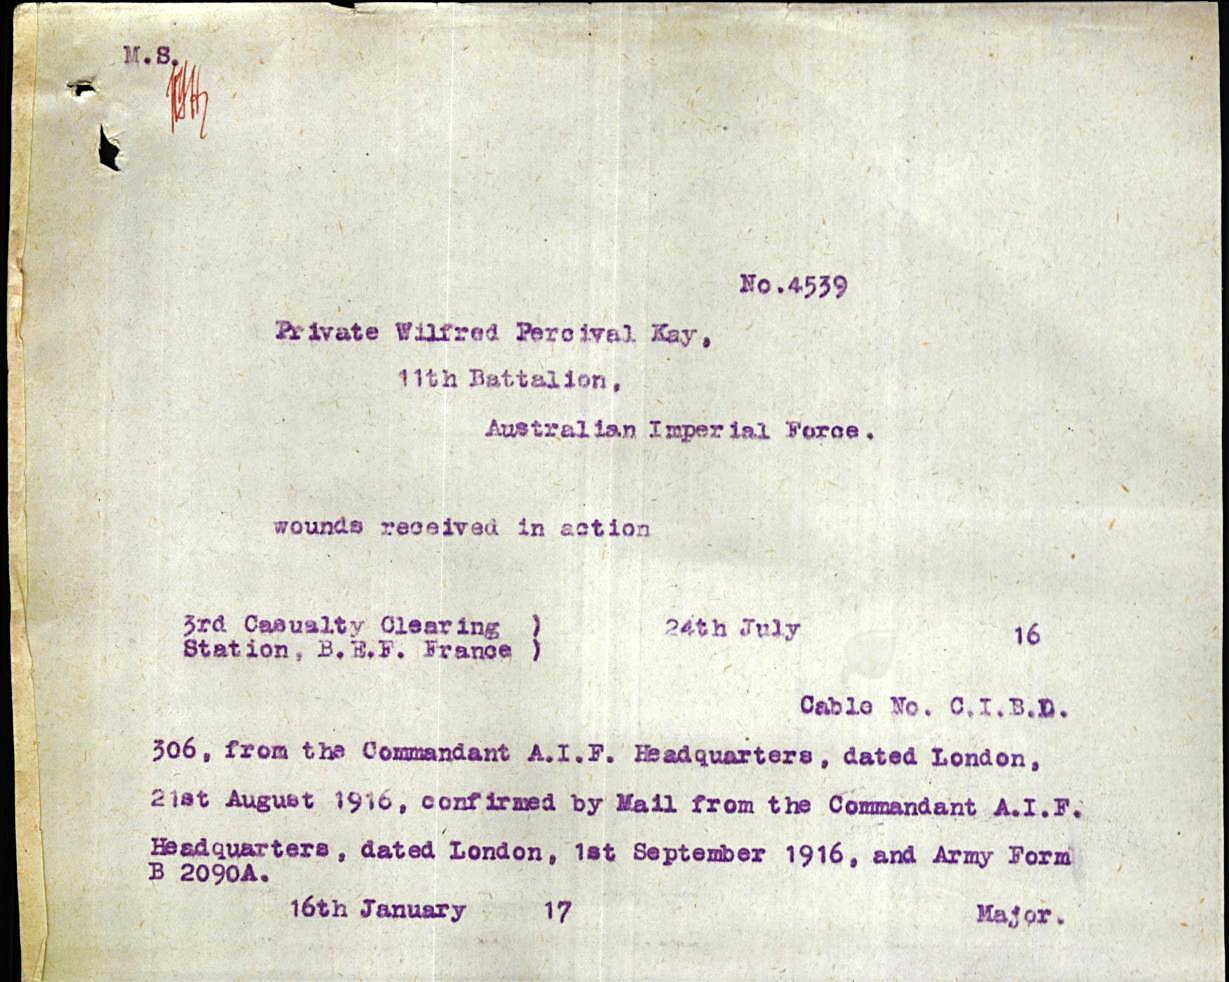 M.S.
No.4539
Private Wilfred Percival Kay,
11th Battalion,
Australian Imperial Force.
wounds received in action
3rd Casualty Clearing ) 24th July 16
Station, B.E.F. France )
Cable No. C.I.B.D.
306, from the Commandant A.I.F. Headquarters, dated London,
21st August 1916, confirmed by Mail from the Commandant A.I.F.
Headquarters, dated London, 1st September 1916, and Army Form
B 2090A.
16th January 17 Major.